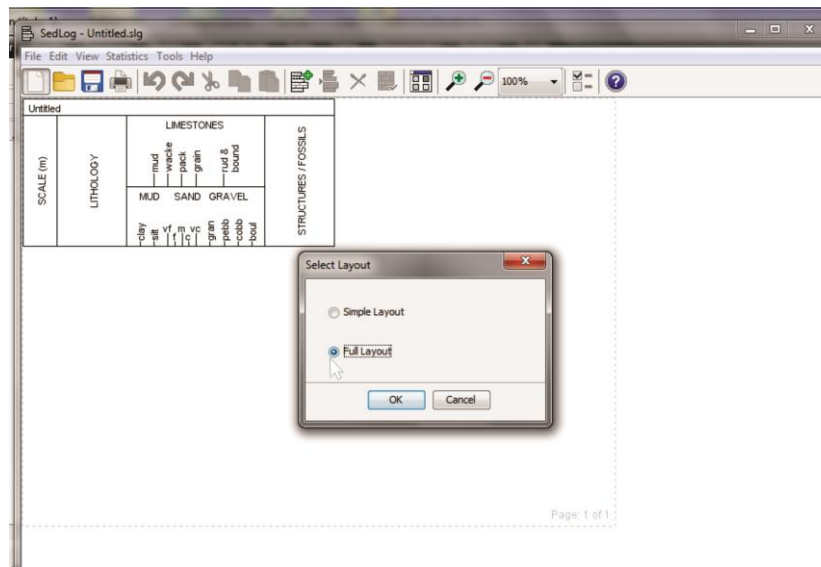 SedLog - Untitled.slg
File Edit View Statistics Tools Help
100%
Untitled
SCALE (m)
LITHOLOGY
LIMESTONES
mud
wacke
pack
grain
rud &
bound
MUD SAND GRAVEL
clay
silt
vf
f
m
c
vc
gran
pebb
cobb
boul
STRUCTURES / FOSSILS
Select Layout
Simple Layout
Full Layout
OK Cancel
Page: 1 of 1